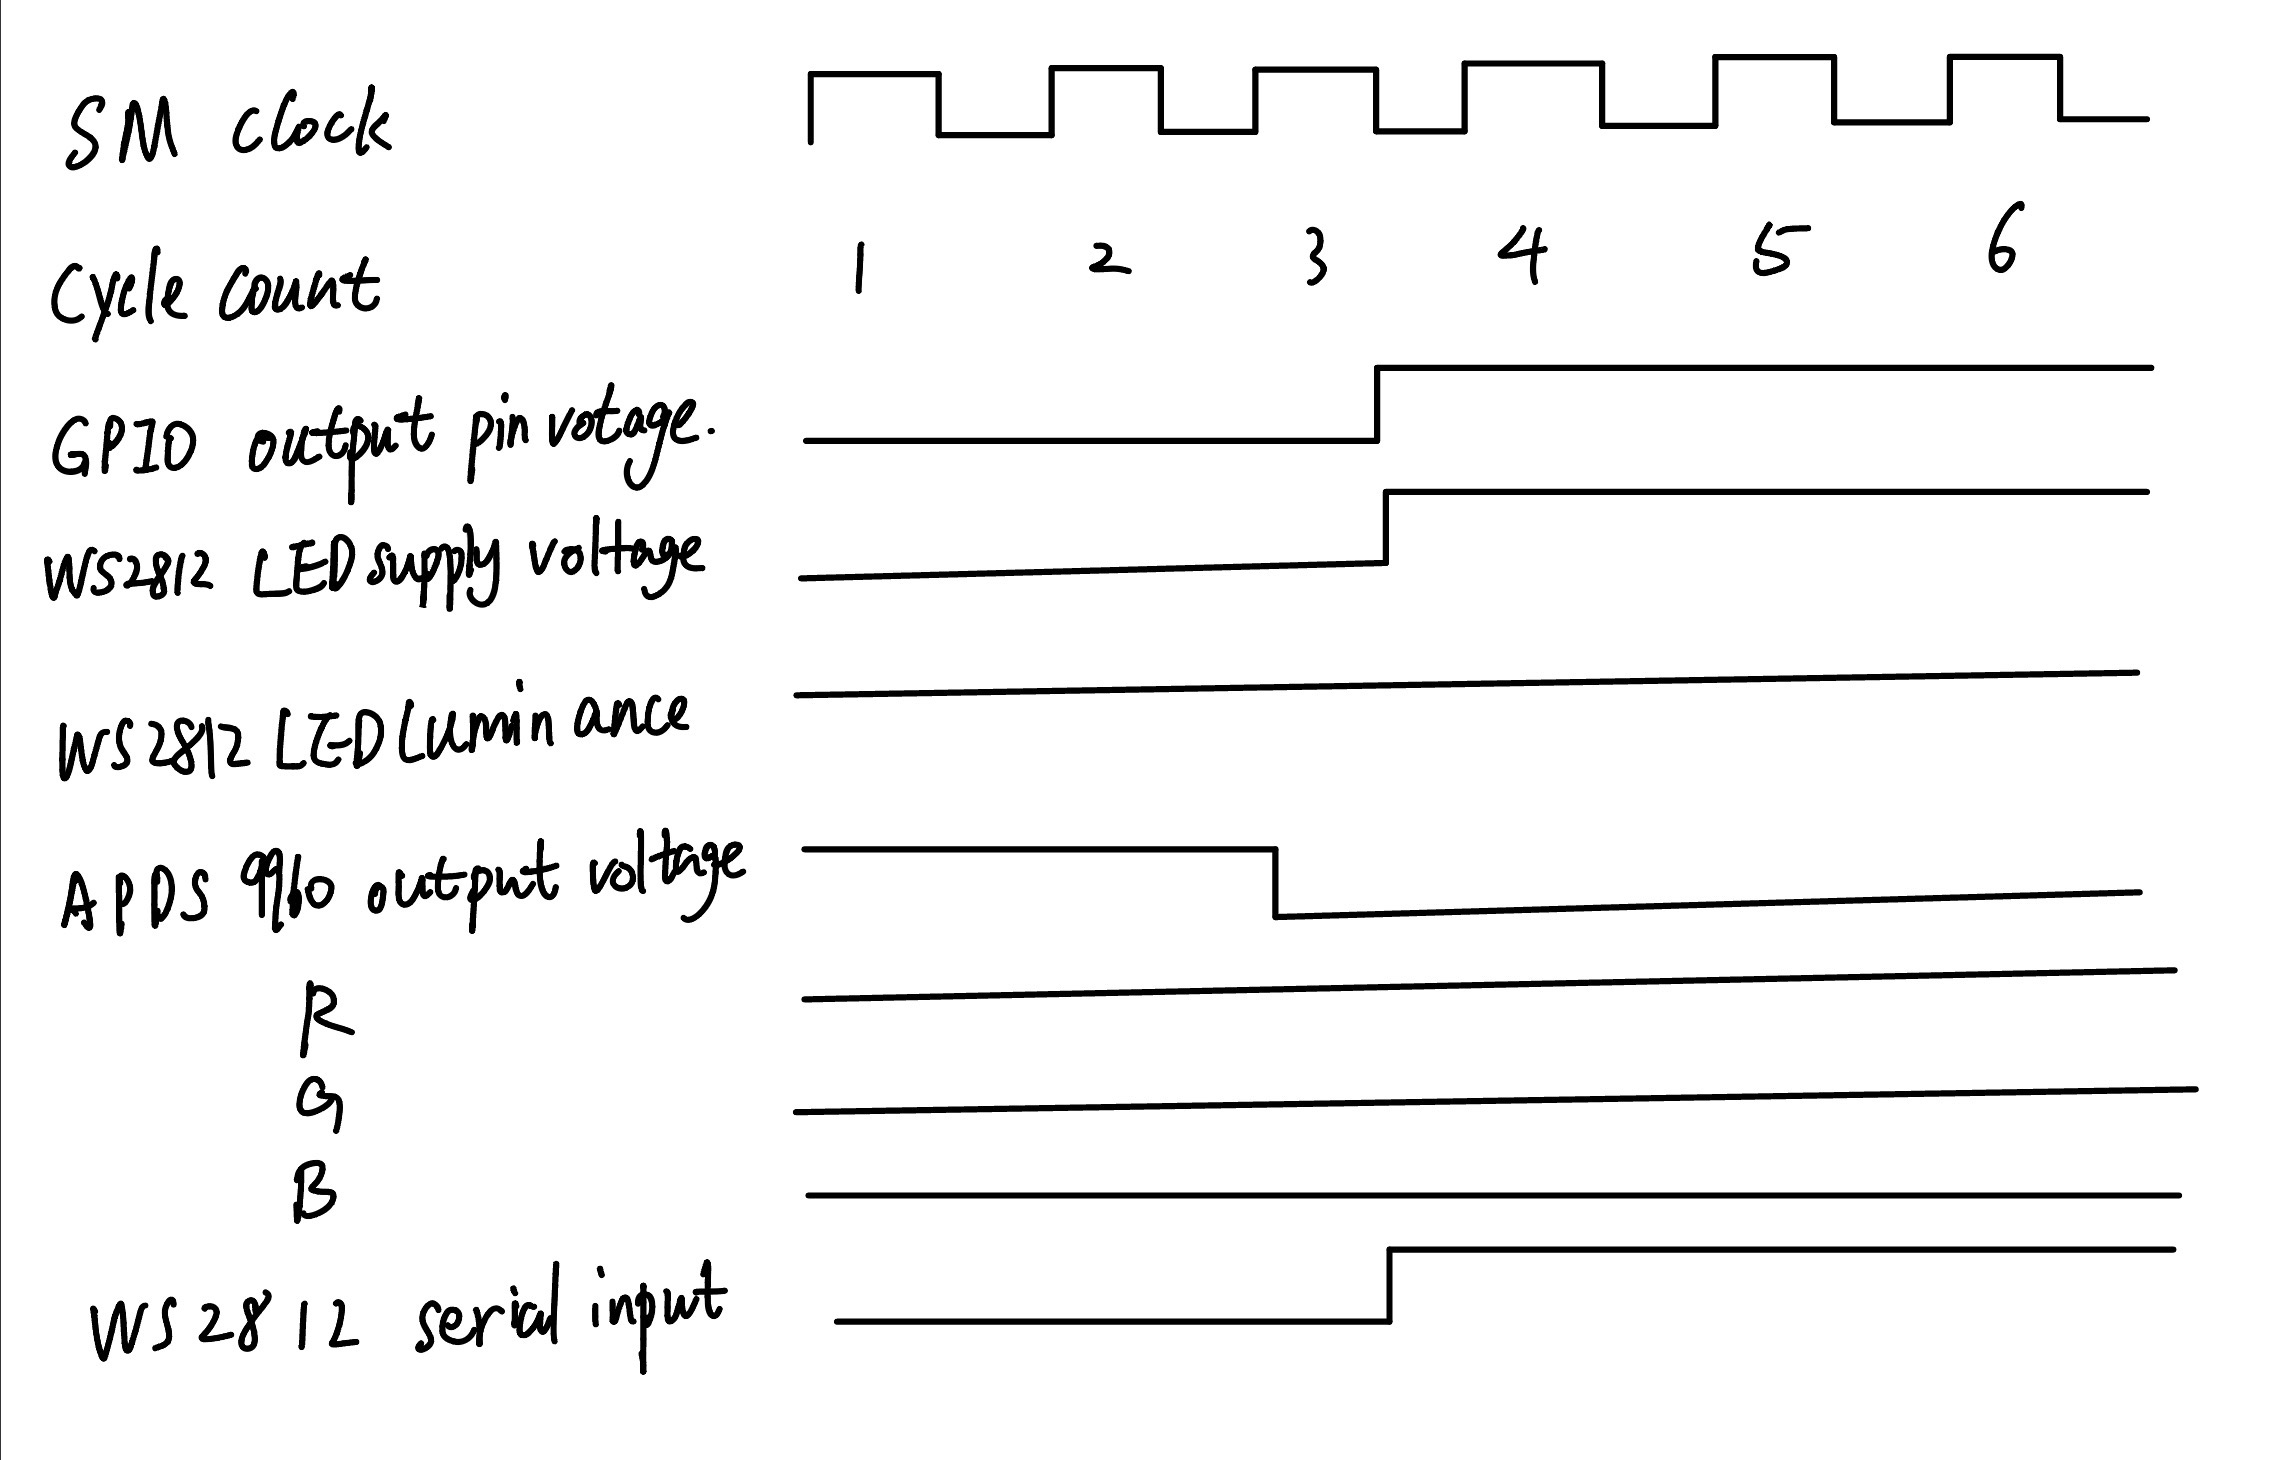 SM clock
Cycle count
1 2 3 4 5 6
GPIO output pin votage.
WS2812 LED supply voltage
WS2812 LED Luminance
APDS 9960 output voltage
R
G
B
WS2812 serial input